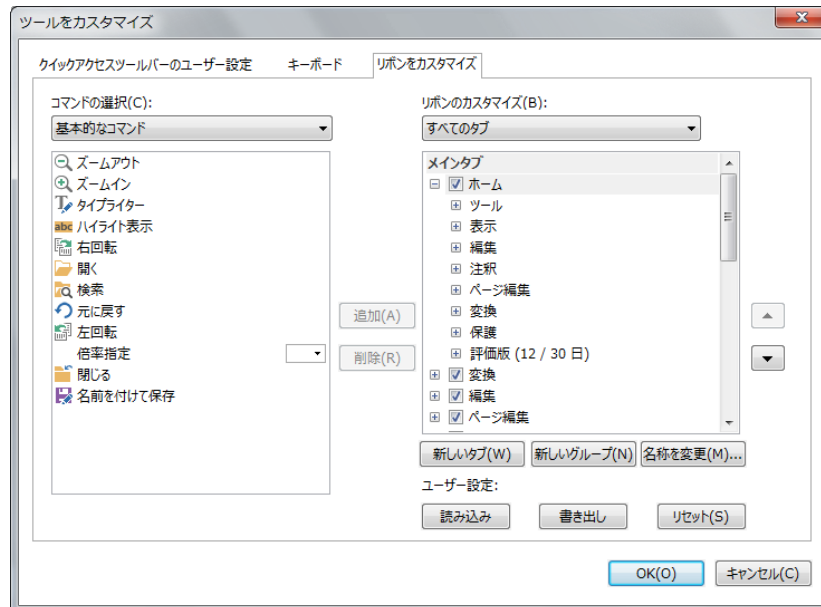 ツールをカスタマイズ
クイックアクセスツールバーのユーザー設定
キーボード
リボンをカスタマイズ
コマンドの選択(C):
基本的なコマンド
ズームアウト
ズームイン
タイプライター
abc ハイライト表示
右回転
開く
検索
元に戻す
左回転
倍率指定
閉じる
名前を付けて保存
追加(A)
削除(R)
リボンのカスタマイズ(B):
すべてのタブ
メインタブ
ホーム
ツール
表示
編集
注釈
ページ編集
変換
保護
評価版 (12 / 30 日)
変換
編集
ページ編集
新しいタブ(W)
新しいグループ(N)
名称を変更(M)...
ユーザー設定:
読み込み
書き出し
リセット(S)
OK(O)
キャンセル(C)